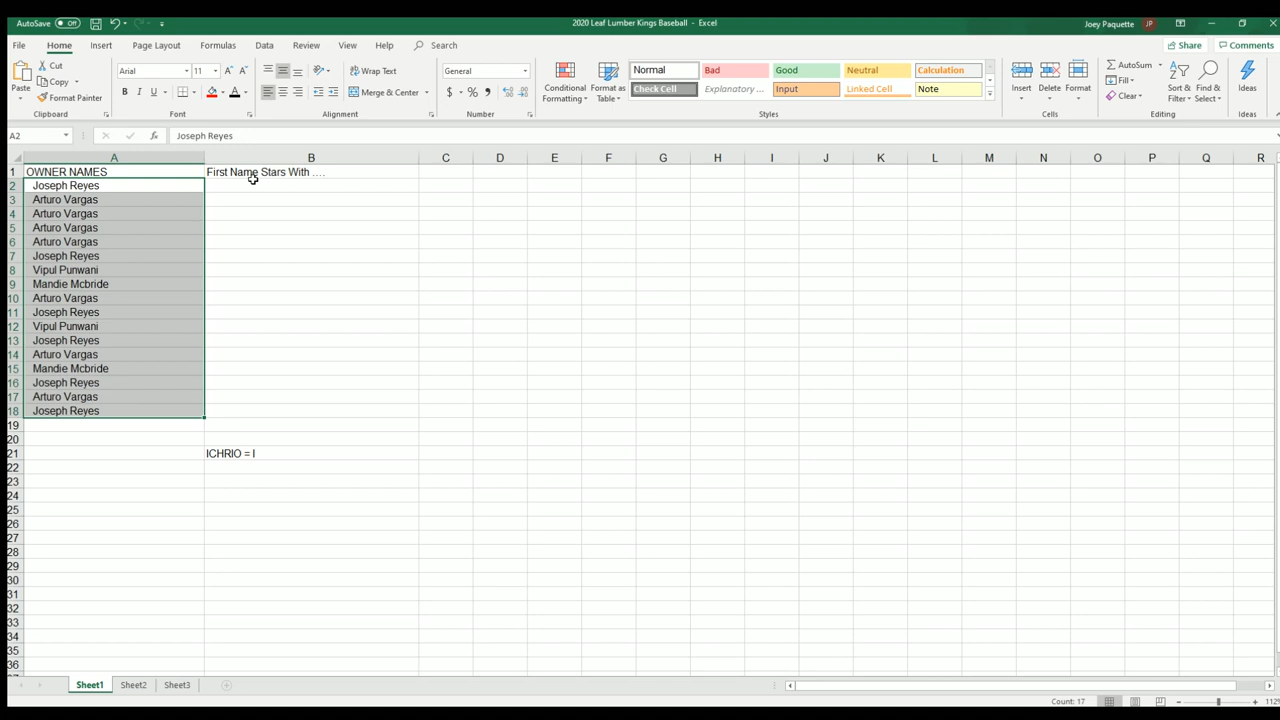 AutoSave Off 2020 Leaf Lumber Kings Baseball - Excel Joey Paquette JP
File Home Insert Page Layout Formulas Data Review View Help Search Share Comments
Paste Cut Copy Format Painter Clipboard
Arial 11 B I U A Font
Wrap Text Merge & Center Alignment
General $ % Number
Conditional Formatting Format as Table
Normal Bad Good Neutral Calculation
Check Cell Explanatory ... Input Linked Cell Note
Styles
Insert Delete Format Cells
AutoSum Fill Clear Sort & Filter Find & Select Editing
Ideas Ideas
A2 fx Joseph Reyes
A B C D E F G H I J K L M N O P Q R
1 OWNER NAMES First Name Stars With ....
2 Joseph Reyes
3 Arturo Vargas
4 Arturo Vargas
5 Arturo Vargas
6 Arturo Vargas
7 Joseph Reyes
8 Vipul Punwani
9 Mandie Mcbride
10 Arturo Vargas
11 Joseph Reyes
12 Vipul Punwani
13 Joseph Reyes
14 Arturo Vargas
15 Mandie Mcbride
16 Joseph Reyes
17 Arturo Vargas
18 Joseph Reyes
19
20
21 ICHRIO = I
22
23
24
25
26
27
28
29
30
31
32
33
34
35
36
Sheet1 Sheet2 Sheet3
Count: 17 112%